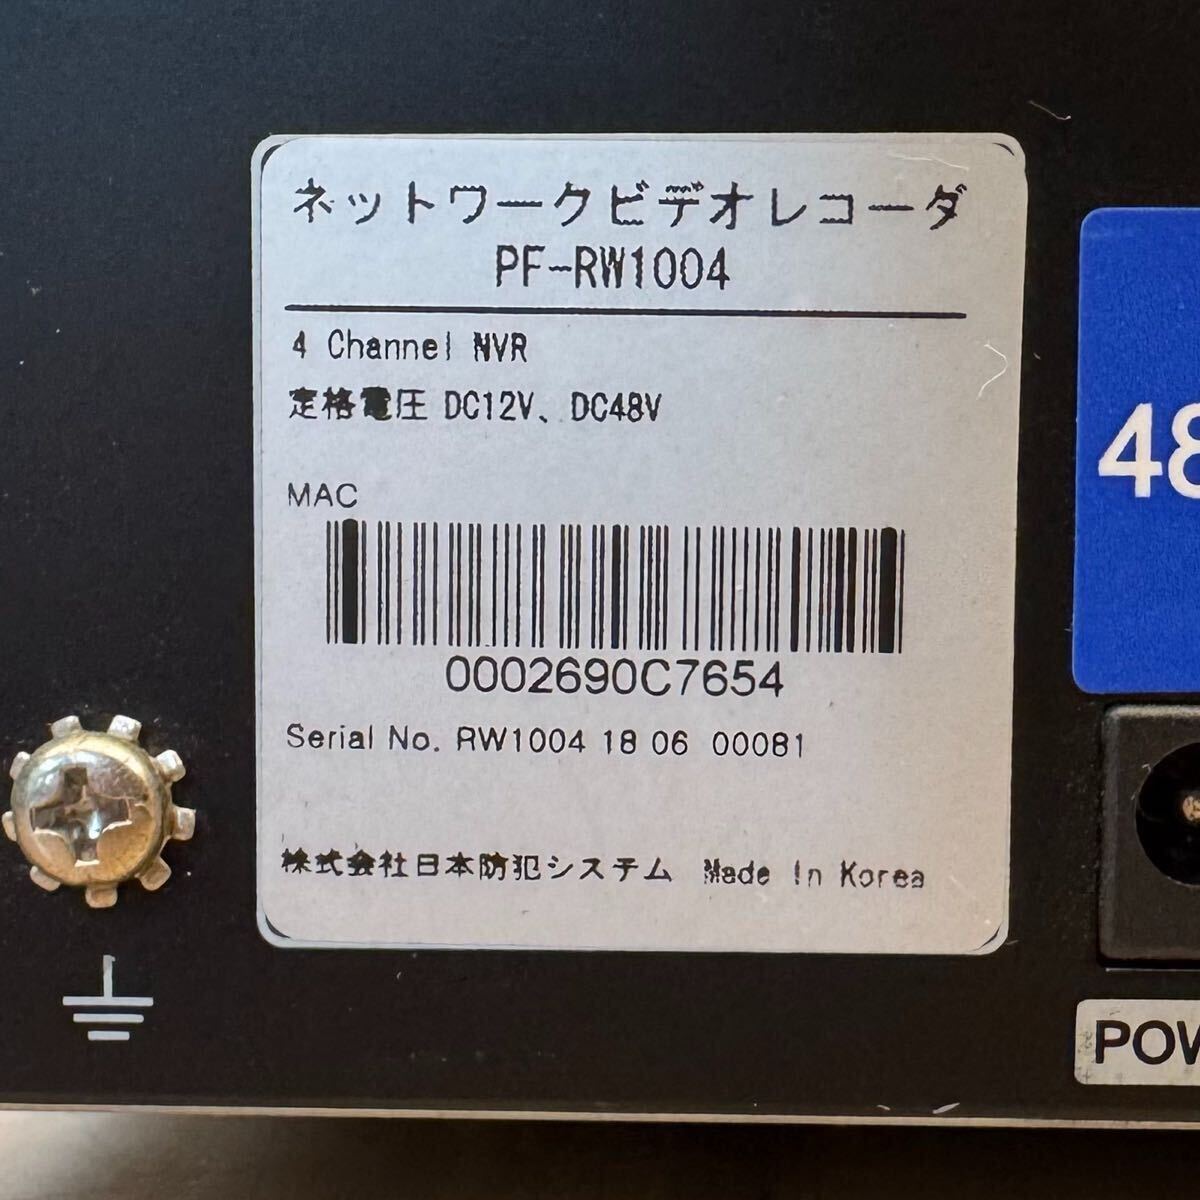 ネットワークビデオレコーダ
PF-RW1004
4 Channel NVR
定格電圧 DC12V、DC48V
MAC
0002690C7654
Serial No. RW1004 18 06 00081
株式会社日本防犯システム Made In Korea
48
POW